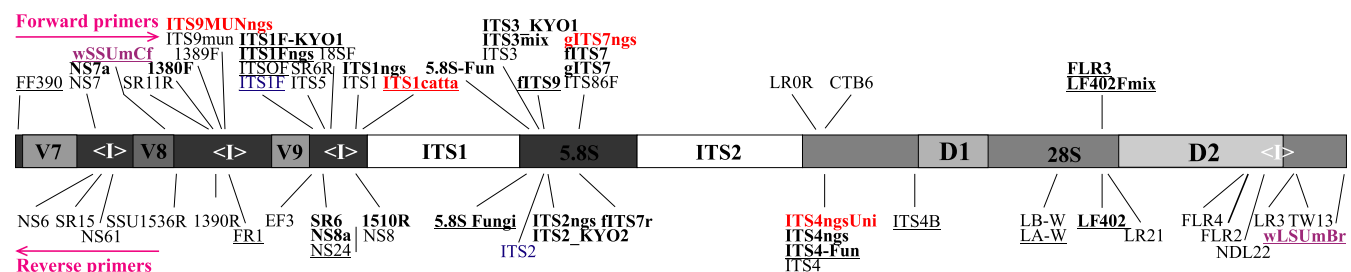 Forward primers
ITS9MUNngs
ITS9mun
1389F
wSSUmCf
NS7a 1380F
FF390 NS7 SR11R
ITS1F-KYO1
ITS1Fngs 18SF
ITSOF SR6R
ITS1F ITS5
ITS1ngs
ITS1 ITS1catta
5.8S-Fun
ITS3_KYO1
ITS3mix
ITS3
fITS9
gITS7ngs
fITS7
gITS7
ITS86F
LR0R CTB6
FLR3
LF402Fmix
V7 <I> V8 <I> V9 <I> ITS1 5.8S ITS2 D1 28S D2 <I>
NS6 SR15 SSU1536R
NS61
1390R
FR1
EF3
SR6
NS8a
NS24
1510R
NS8
5.8S Fungi
ITS2ngs fITS7r
ITS2_KYO2
ITS2
ITS4ngsUni
ITS4ngs
ITS4-Fun
ITS4
ITS4B
LB-W
LA-W
LF402
LR21
FLR4
FLR2
NDL22
LR3 TW13
wLSUmBr
Reverse primers